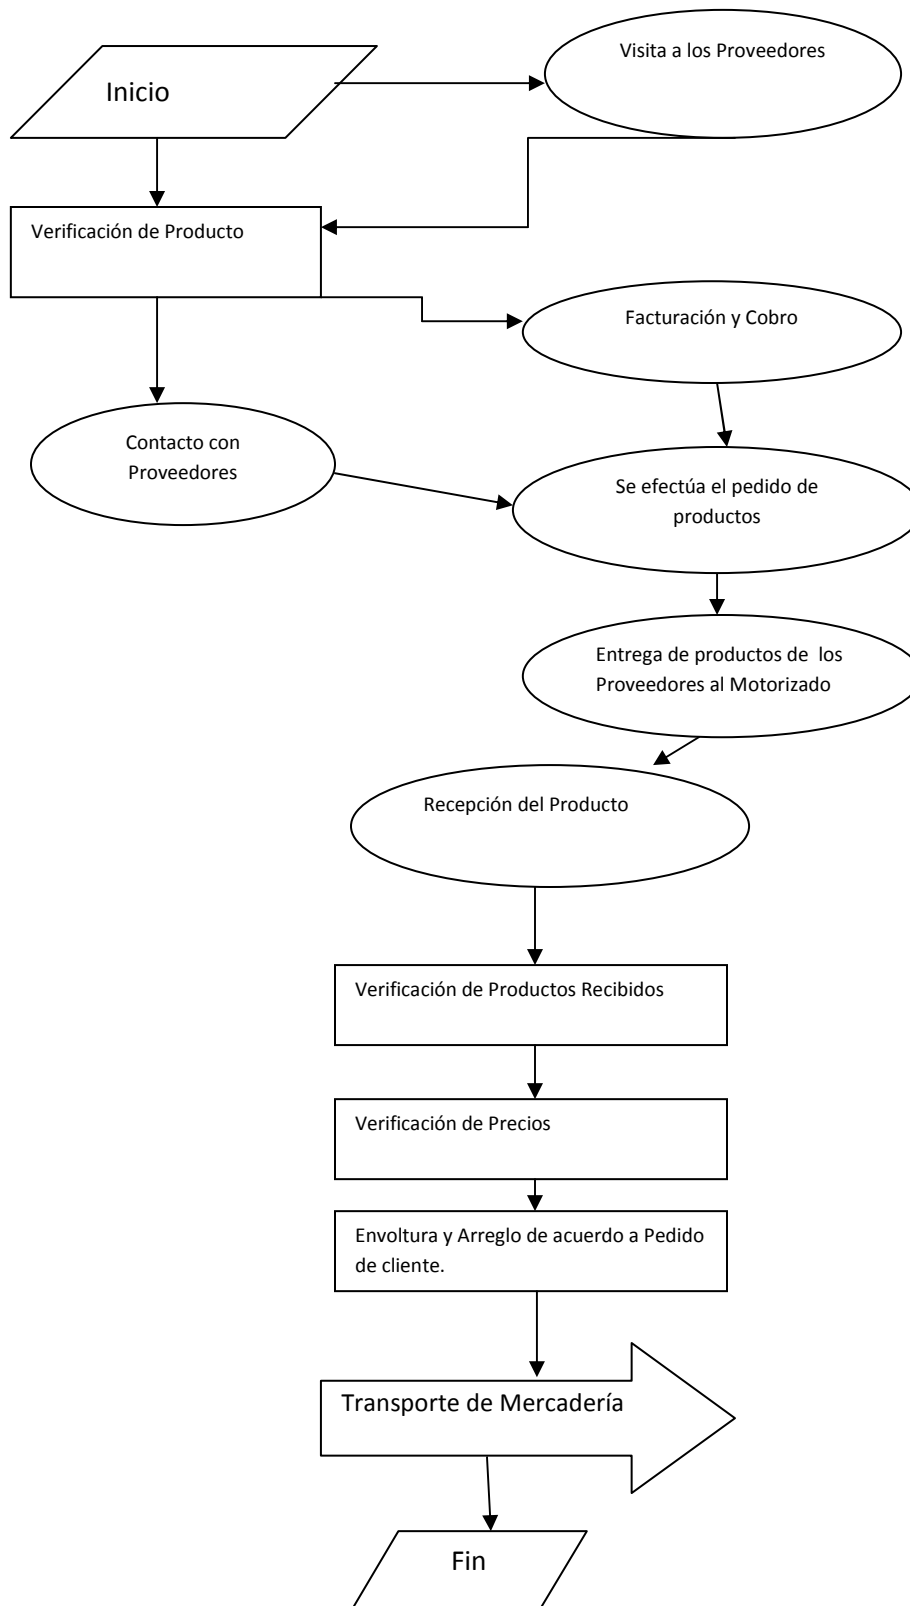 Inicio
Visita a los Proveedores
Verificación de Producto
Facturación y Cobro
Contacto con
Proveedores
Se efectúa el pedido de
productos
Entrega de productos de  los
Proveedores al Motorizado
Recepción del Producto
Verificación de Productos Recibidos
Verificación de Precios
Envoltura y Arreglo de acuerdo a Pedido
de cliente.
Transporte de Mercadería
Fin